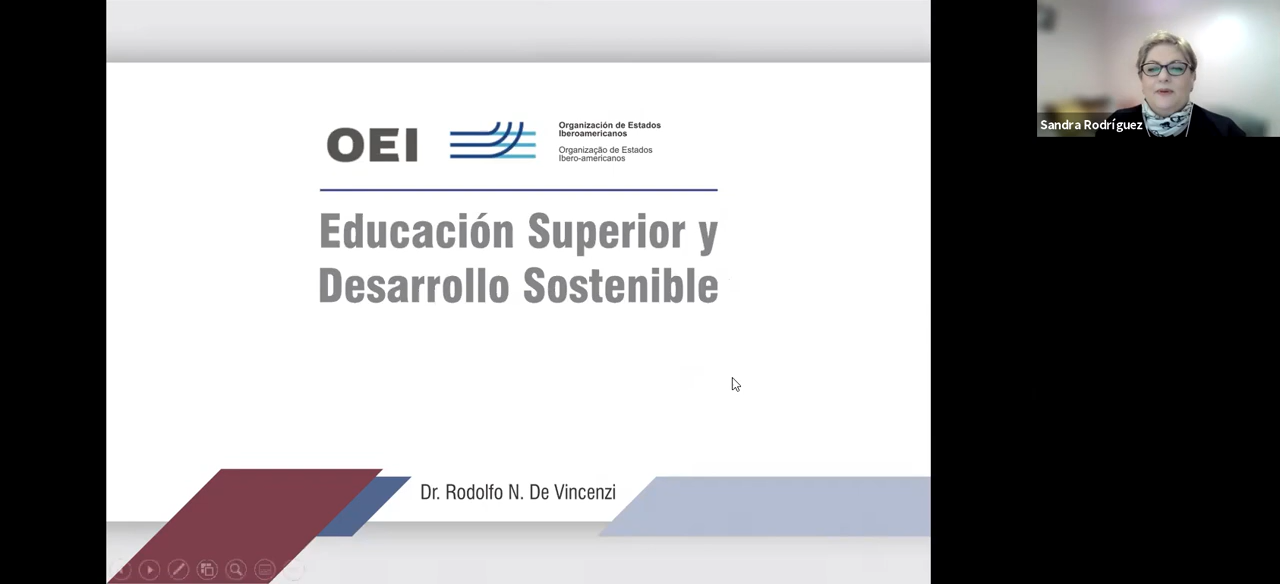 OEI
Organización de Estados
Iberoamericanos
Organização de Estados
Ibero-americanos
Educación Superior y
Desarrollo Sostenible
Dr. Rodolfo N. De Vincenzi
Sandra Rodríguez